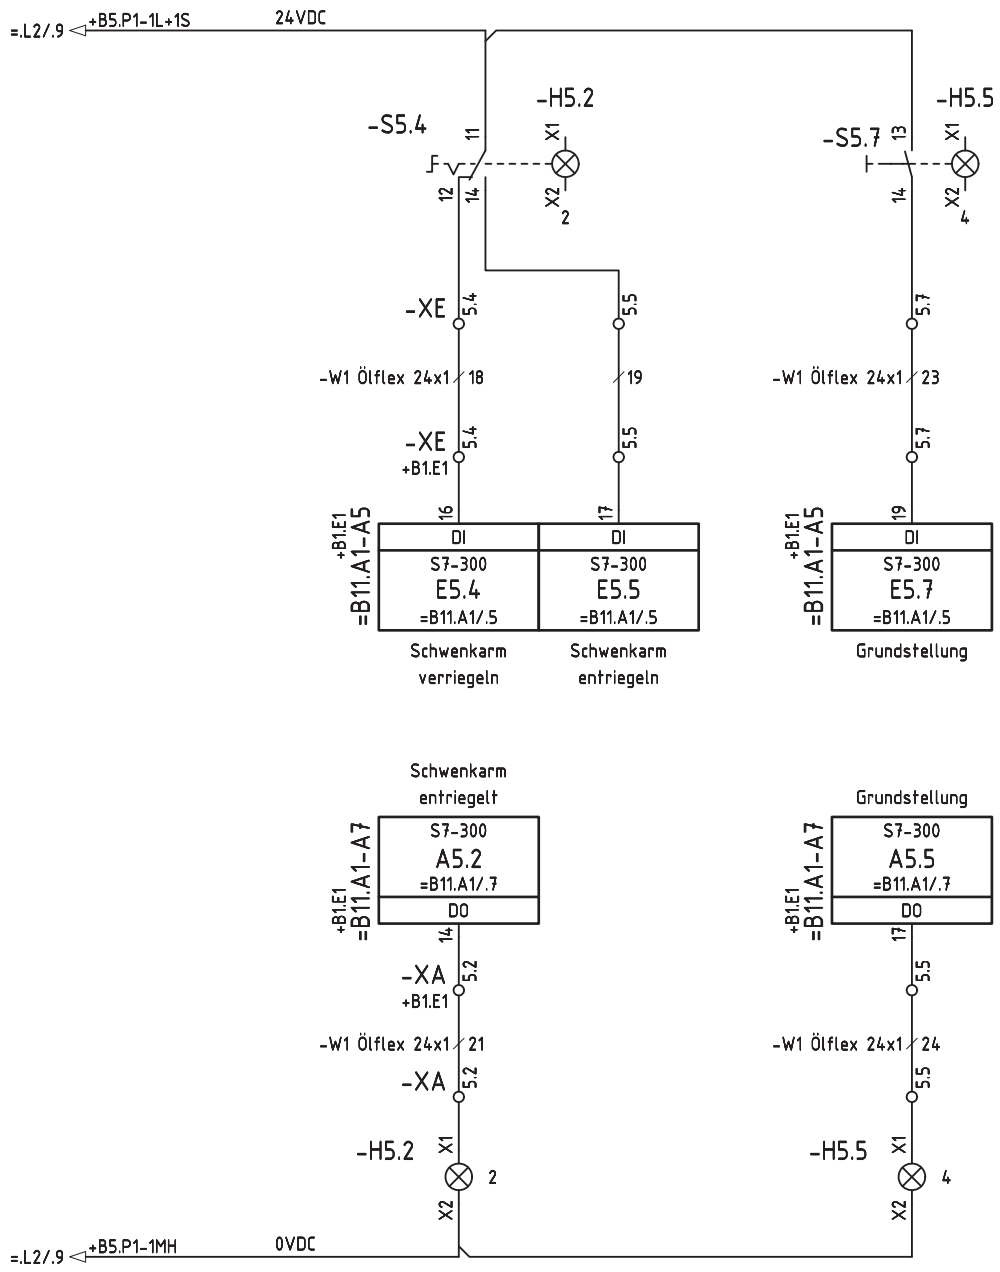 =.L2/.9
+B5.P1-1L+1S
24VDC
-S5.4
11
12
14
-H5.2
X1
X2
2
-S5.7
13
14
-H5.5
X1
X2
4
-XE
5.4
5.5
5.7
-W1 Ölflex 24x1
18
19
-W1 Ölflex 24x1
23
-XE
+B1.E1
5.4
5.5
5.7
+B1.E1
=B11.A1-A5
16
17
+B1.E1
=B11.A1-A5
19
DI
DI
DI
S7-300
S7-300
S7-300
E5.4
E5.5
E5.7
=B11.A1/.5
=B11.A1/.5
=B11.A1/.5
Schwenkarm
verriegeln
Schwenkarm
entriegeln
Grundstellung
Schwenkarm
entriegelt
Grundstellung
+B1.E1
=B11.A1-A7
S7-300
A5.2
=B11.A1/.7
DO
14
+B1.E1
=B11.A1-A7
S7-300
A5.5
=B11.A1/.7
DO
17
-XA
+B1.E1
5.2
5.5
-W1 Ölflex 24x1
21
-W1 Ölflex 24x1
24
-XA
5.2
5.5
-H5.2
X1
X2
2
-H5.5
X1
X2
4
=.L2/.9
+B5.P1-1MH
0VDC